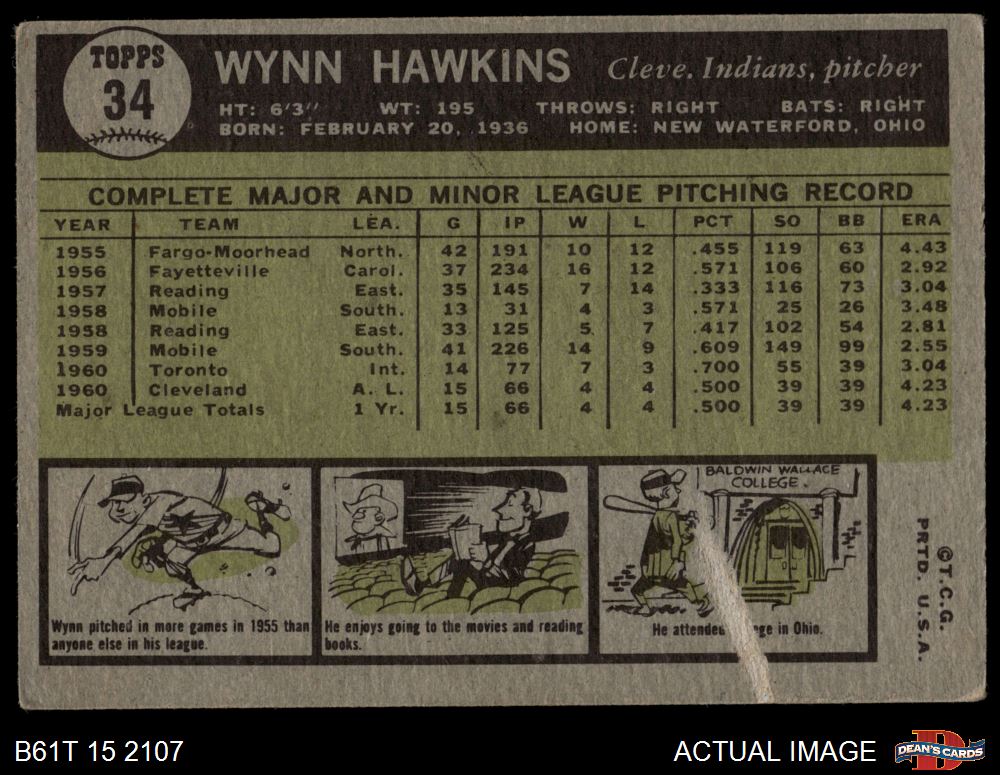 TOPPS
34
WYNN HAWKINS Cleve. Indians, pitcher
HT: 6'3" WT: 195 THROWS: RIGHT BATS: RIGHT
BORN: FEBRUARY 20, 1936 HOME: NEW WATERFORD, OHIO
COMPLETE MAJOR AND MINOR LEAGUE PITCHING RECORD
YEAR TEAM LEA. G IP W L PCT SO BB ERA
1955 Fargo-Moorhead North. 42 191 10 12 .455 119 63 4.43
1956 Fayetteville Carol. 37 234 16 12 .571 106 60 2.92
1957 Reading East. 35 145 7 14 .333 116 73 3.04
1958 Mobile South. 13 31 4 3 .571 25 26 3.48
1958 Reading East. 33 125 5 7 .417 102 54 2.81
1959 Mobile South. 41 226 14 9 .609 149 99 2.55
1960 Toronto Int. 14 77 7 3 .700 55 39 3.04
1960 Cleveland A. L. 15 66 4 4 .500 39 39 4.23
Major League Totals 1 Yr. 15 66 4 4 .500 39 39 4.23
Wynn pitched in more games in 1955 than
anyone else in his league.
He enjoys going to the movies and reading
books.
BALDWIN WALLACE
COLLEGE.
He attended in Ohio.
©T.C.G.
PRTD. U.S.A.
B61T 15 2107
ACTUAL IMAGE
DEAN'S CARDS